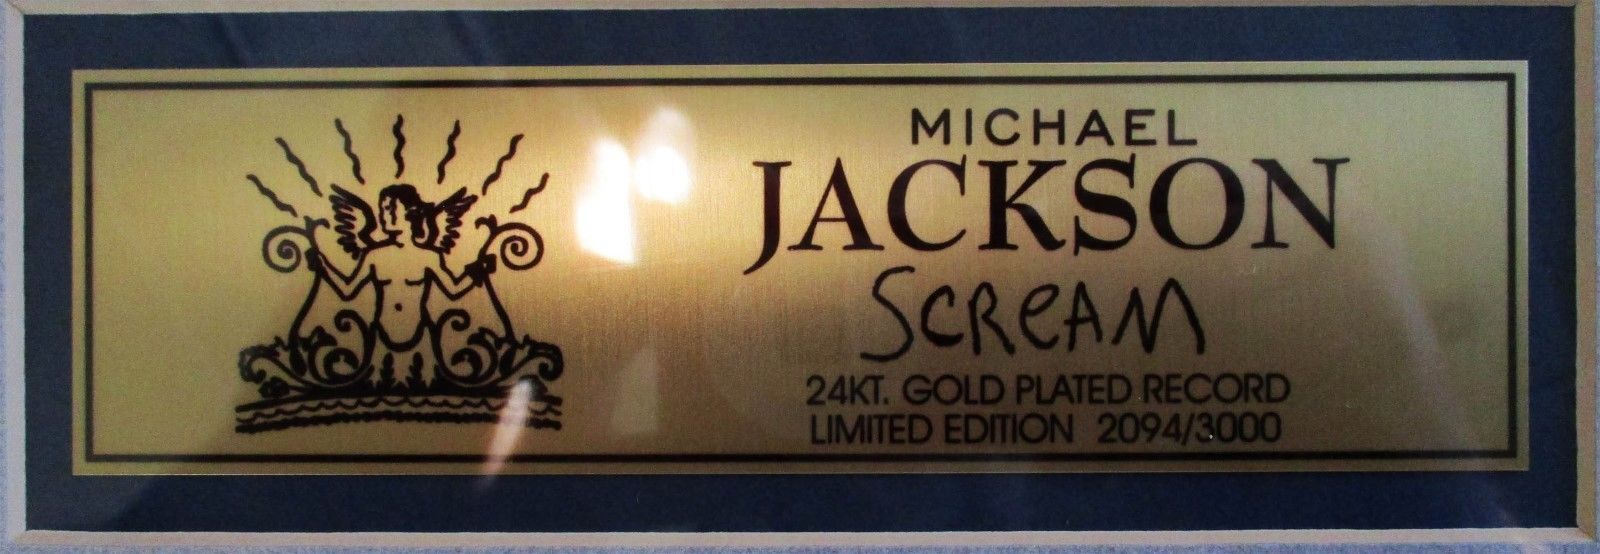 MICHAEL
JACKSON
SCREAM
24KT. GOLD PLATED RECORD
LIMITED EDITION 2094/3000